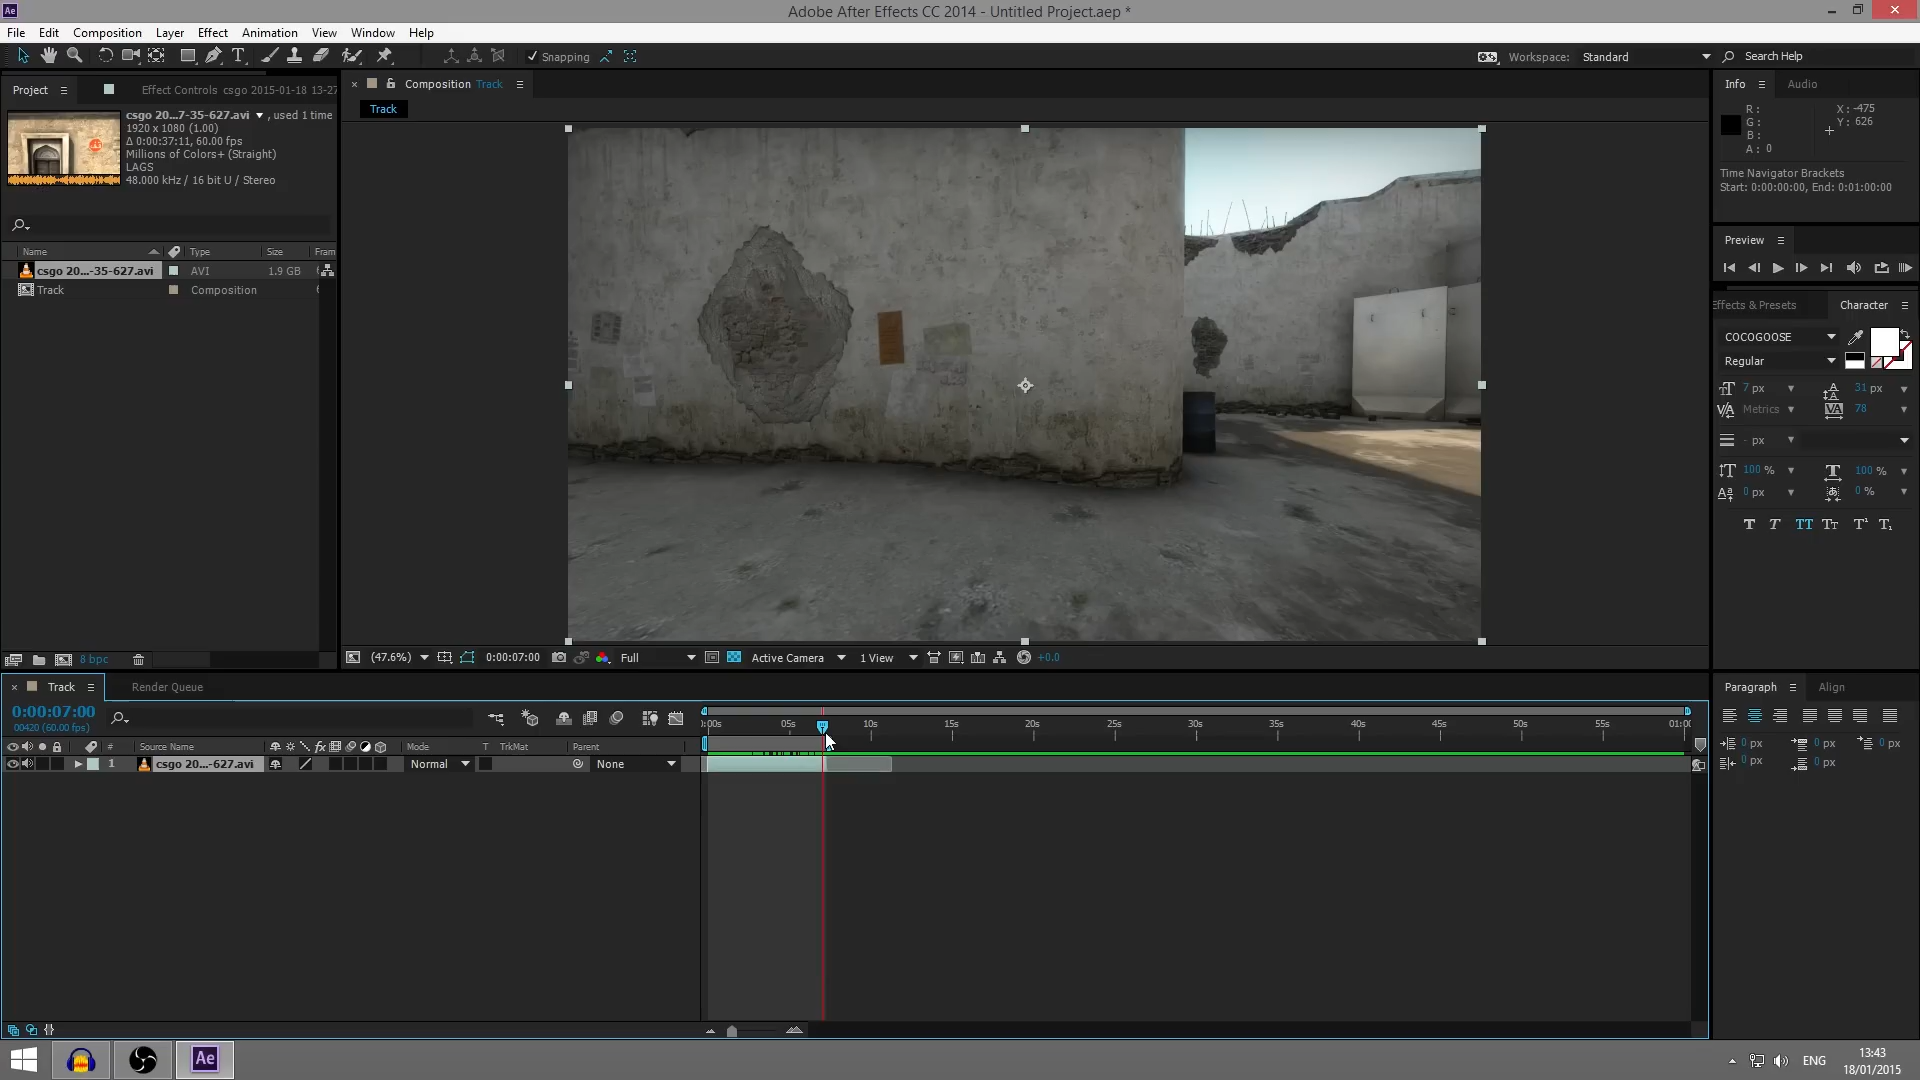 Ae
Adobe After Effects CC 2014 - Untitled Project.aep *
File Edit Composition Layer Effect Animation View Window Help
T Snapping Workspace: Standard Search Help
Project Effect Controls csgo 2015-01-18 13-27
csgo 20...7-35-627.avi , used 1 time
1920 x 1080 (1.00)
Δ 0:00:37:11, 60.00 fps
Millions of Colors+ (Straight)
LAGS
48.000 kHz / 16 bit U / Stereo
Name Type Size Fram
csgo 20...-35-627.avi AVI 1.9 GB
Track Composition
8 bpc
Composition Track
Track
(47.6%) 0:00:07:00 Full Active Camera 1 View +0.0
Info Audio
R : X : -475
G : Y : 626
B :
A : 0
Time Navigator Brackets
Start: 0:00:00:00, End: 0:01:00:00
Preview
Effects & Presets Character
COCOGOOSE
Regular
7 px 31 px
Metrics 78
- px
100 % 100 %
0 px 0 %
T T TT Tt T¹ T₁
Track Render Queue
0:00:07:00
00420 (60.00 fps)
# Source Name Mode T TrkMat Parent
1 csgo 20...-627.avi Normal None
):00s 05s 10s 15s 20s 25s 30s 35s 40s 45s 50s 55s 01:0
Paragraph Align
0 px 0 px 0 px
0 px 0 px
Ae
ENG
13:43
18/01/2015